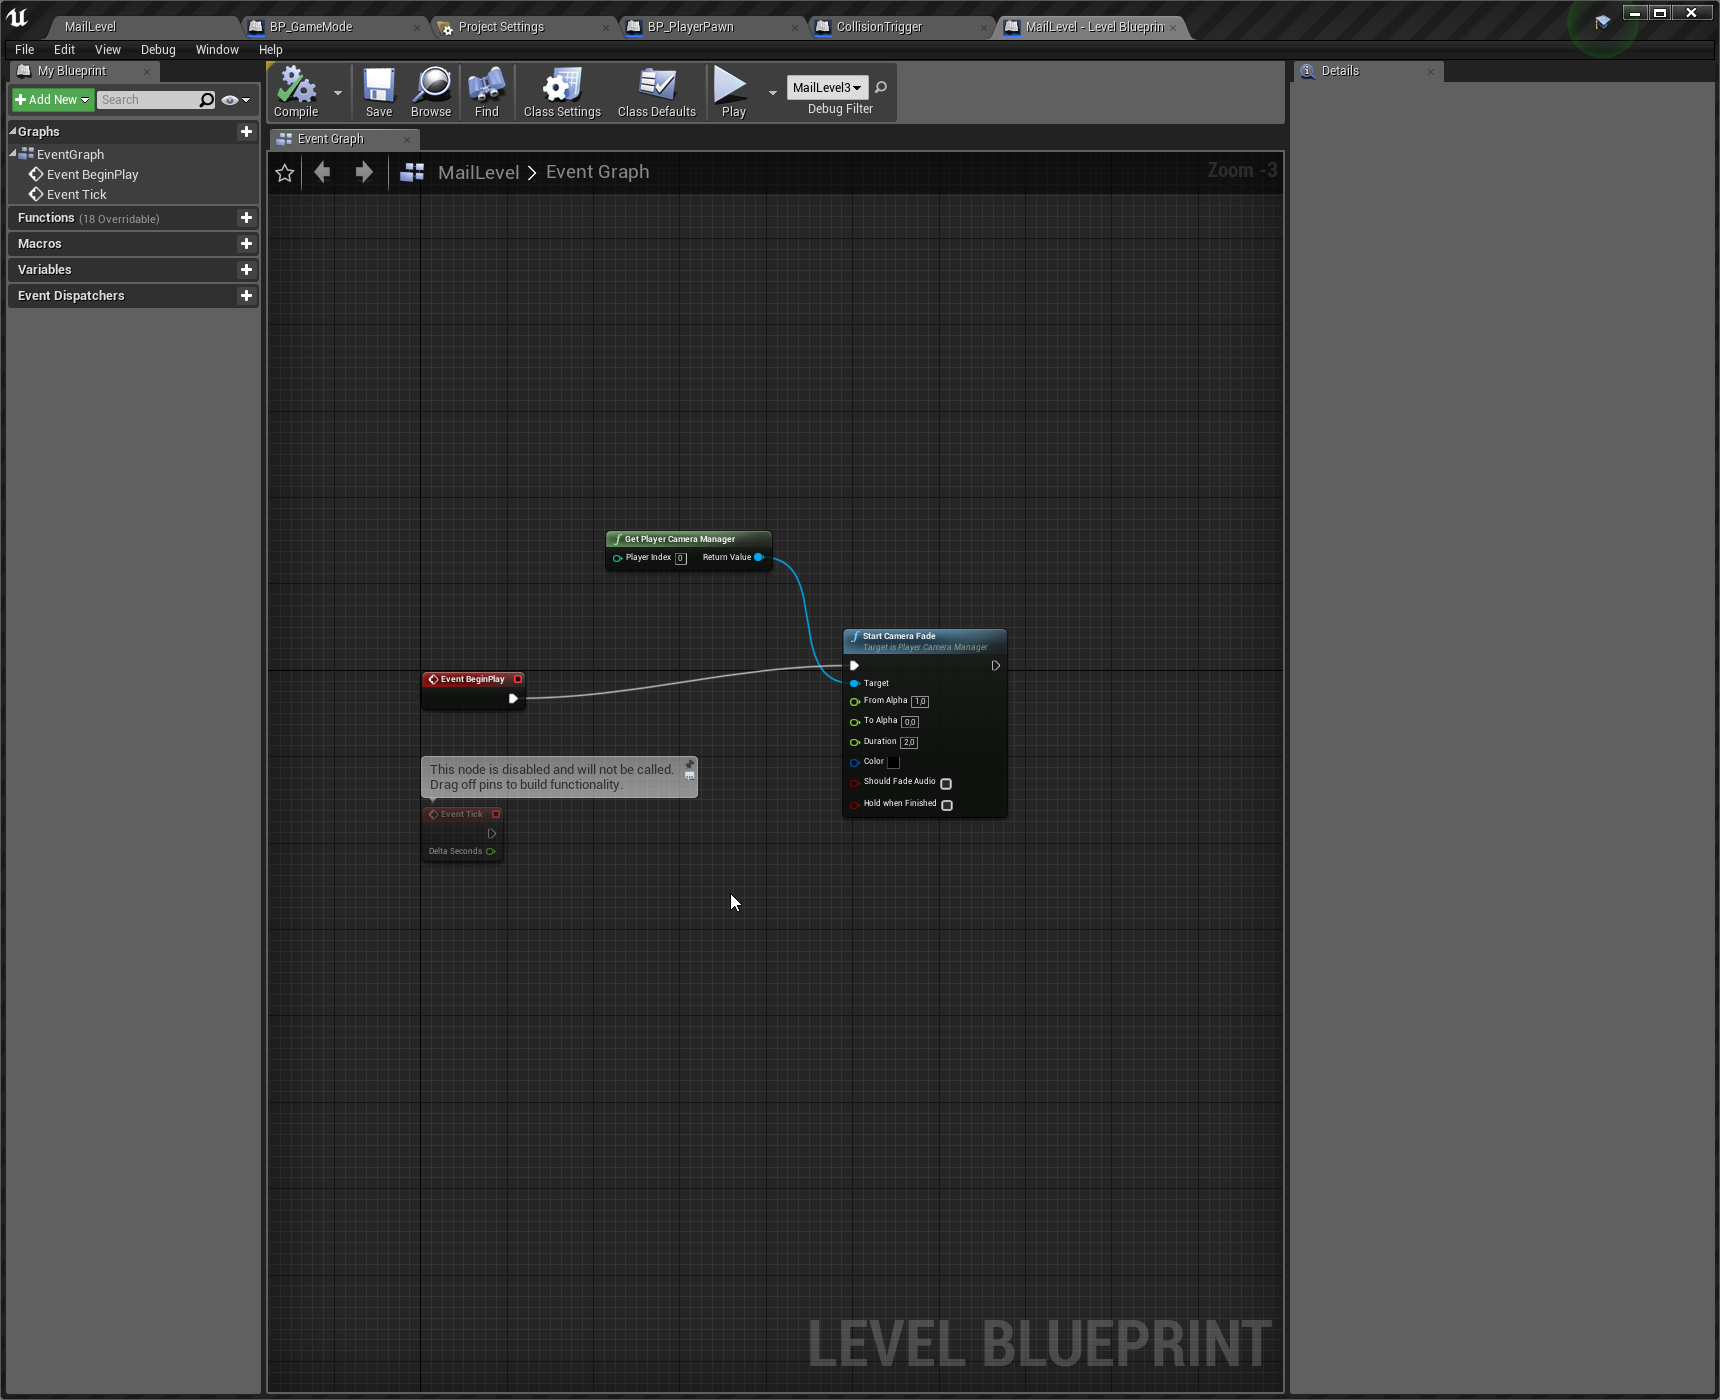 MailLevel
BP_GameMode
Project Settings
BP_PlayerPawn
CollisionTrigger
MailLevel - Level Blueprin
File Edit View Debug Window Help
My Blueprint
Details
Add New
Search
Compile
Save
Browse
Find
Class Settings
Class Defaults
Play
MailLevel3
Debug Filter
Graphs
EventGraph
Event BeginPlay
Event Tick
Functions (18 Overridable)
Macros
Variables
Event Dispatchers
Event Graph
MailLevel > Event Graph
Zoom -3
Get Player Camera Manager
Player Index 0 Return Value
Start Camera Fade
Target is Player Camera Manager
Target
From Alpha 1,0
To Alpha 0,0
Duration 2,0
Color
Should Fade Audio
Hold when Finished
Event BeginPlay
This node is disabled and will not be called.
Drag off pins to build functionality.
Event Tick
Delta Seconds
LEVEL BLUEPRINT